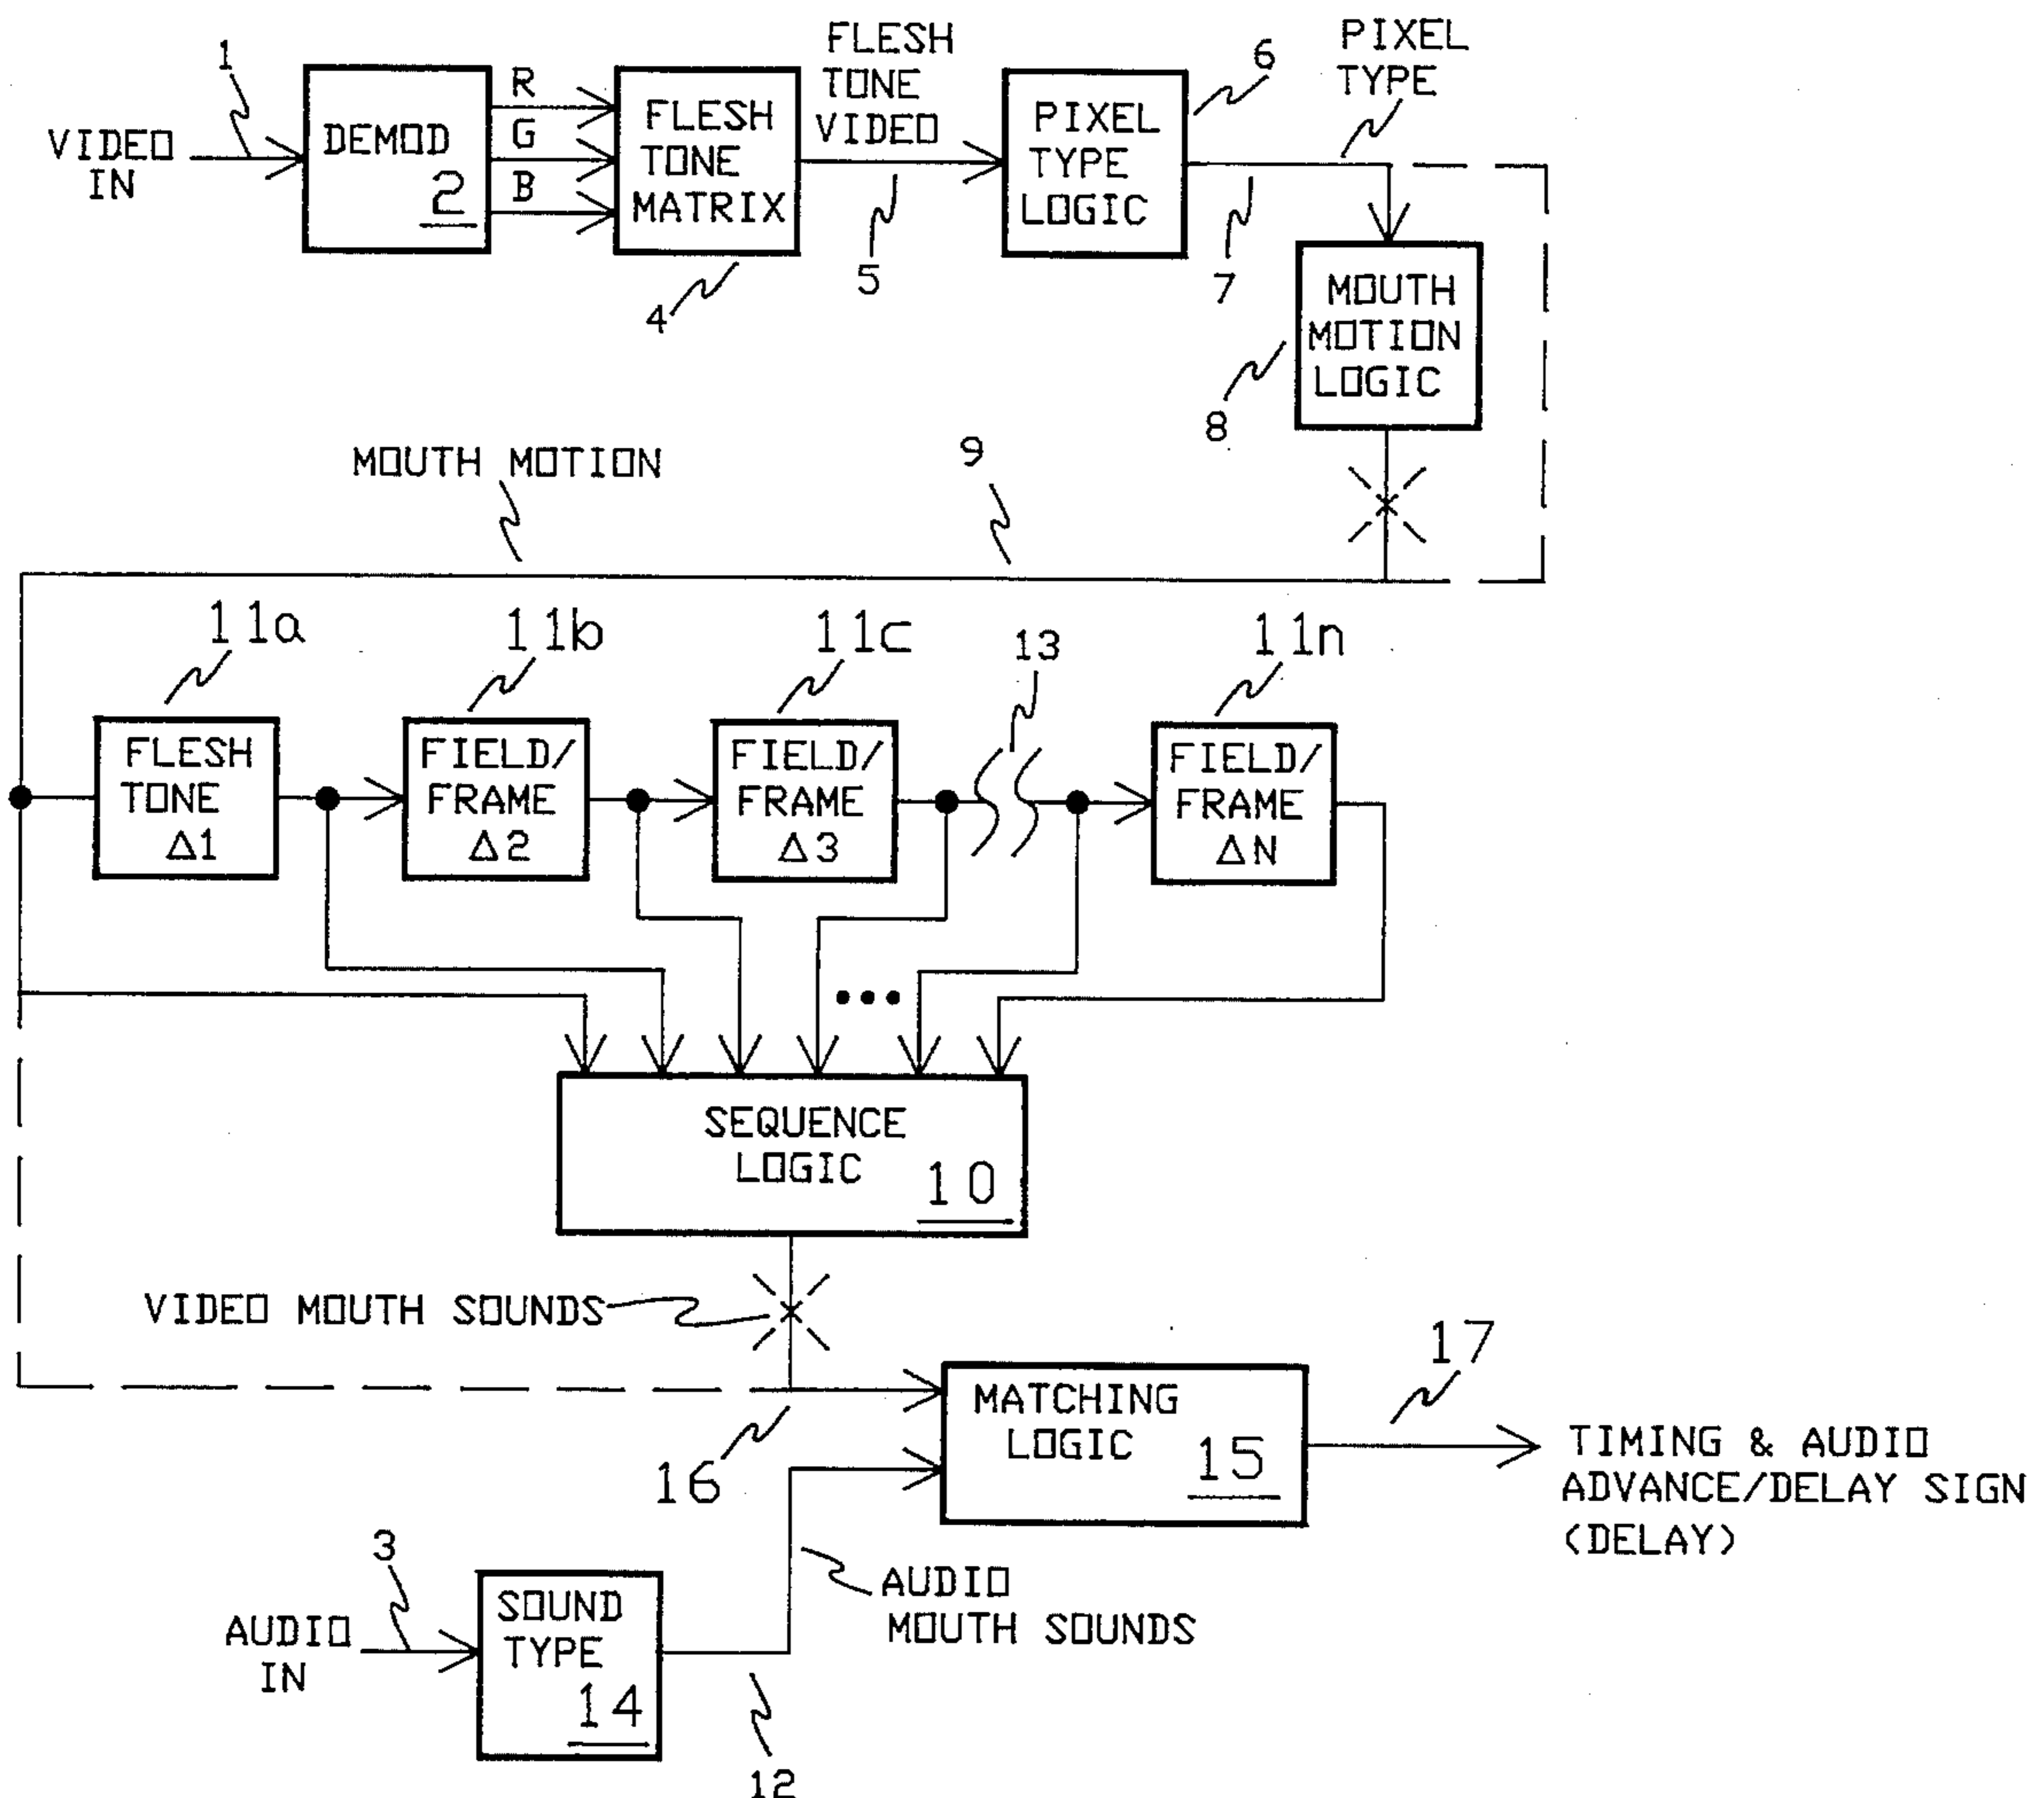 1
VIDEO
IN
DEMOD
2
R
G
B
FLESH
TONE
MATRIX
4
FLESH
TONE
VIDEO
5
PIXEL
TYPE
LOGIC
6
PIXEL
TYPE
7
MOUTH
MOTION
LOGIC
8
MOUTH MOTION
9
11a
11b
11c
13
11n
FLESH
TONE
Δ1
FIELD/
FRAME
Δ2
FIELD/
FRAME
Δ3
FIELD/
FRAME
ΔN
SEQUENCE
LOGIC
10
VIDEO MOUTH SOUNDS
16
MATCHING
LOGIC
15
17
TIMING & AUDIO
ADVANCE/DELAY SIGN
(DELAY)
3
AUDIO
IN
SOUND
TYPE
14
AUDIO
MOUTH SOUNDS
12